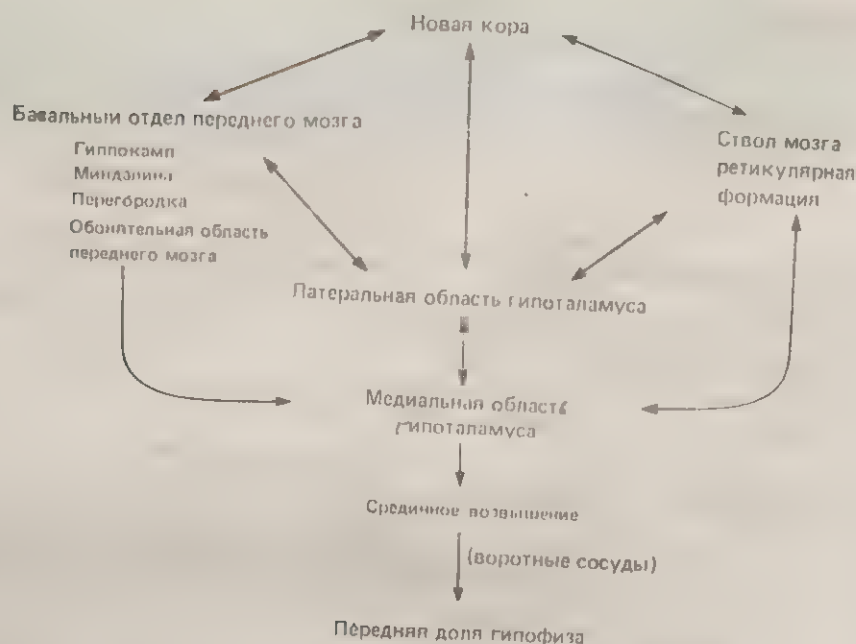 Новая кора
Базальный отдел переднего мозга
Гиппокамп
Миндалина
Перегородка
Обонятельная область
переднего мозга
Ствол мозга
ретикулярная
формация
Латеральная область гипоталамуса
Медиальная область
гипоталамуса
Срединное возвышение
(воротные сосуды)
Передняя доля гипофиза